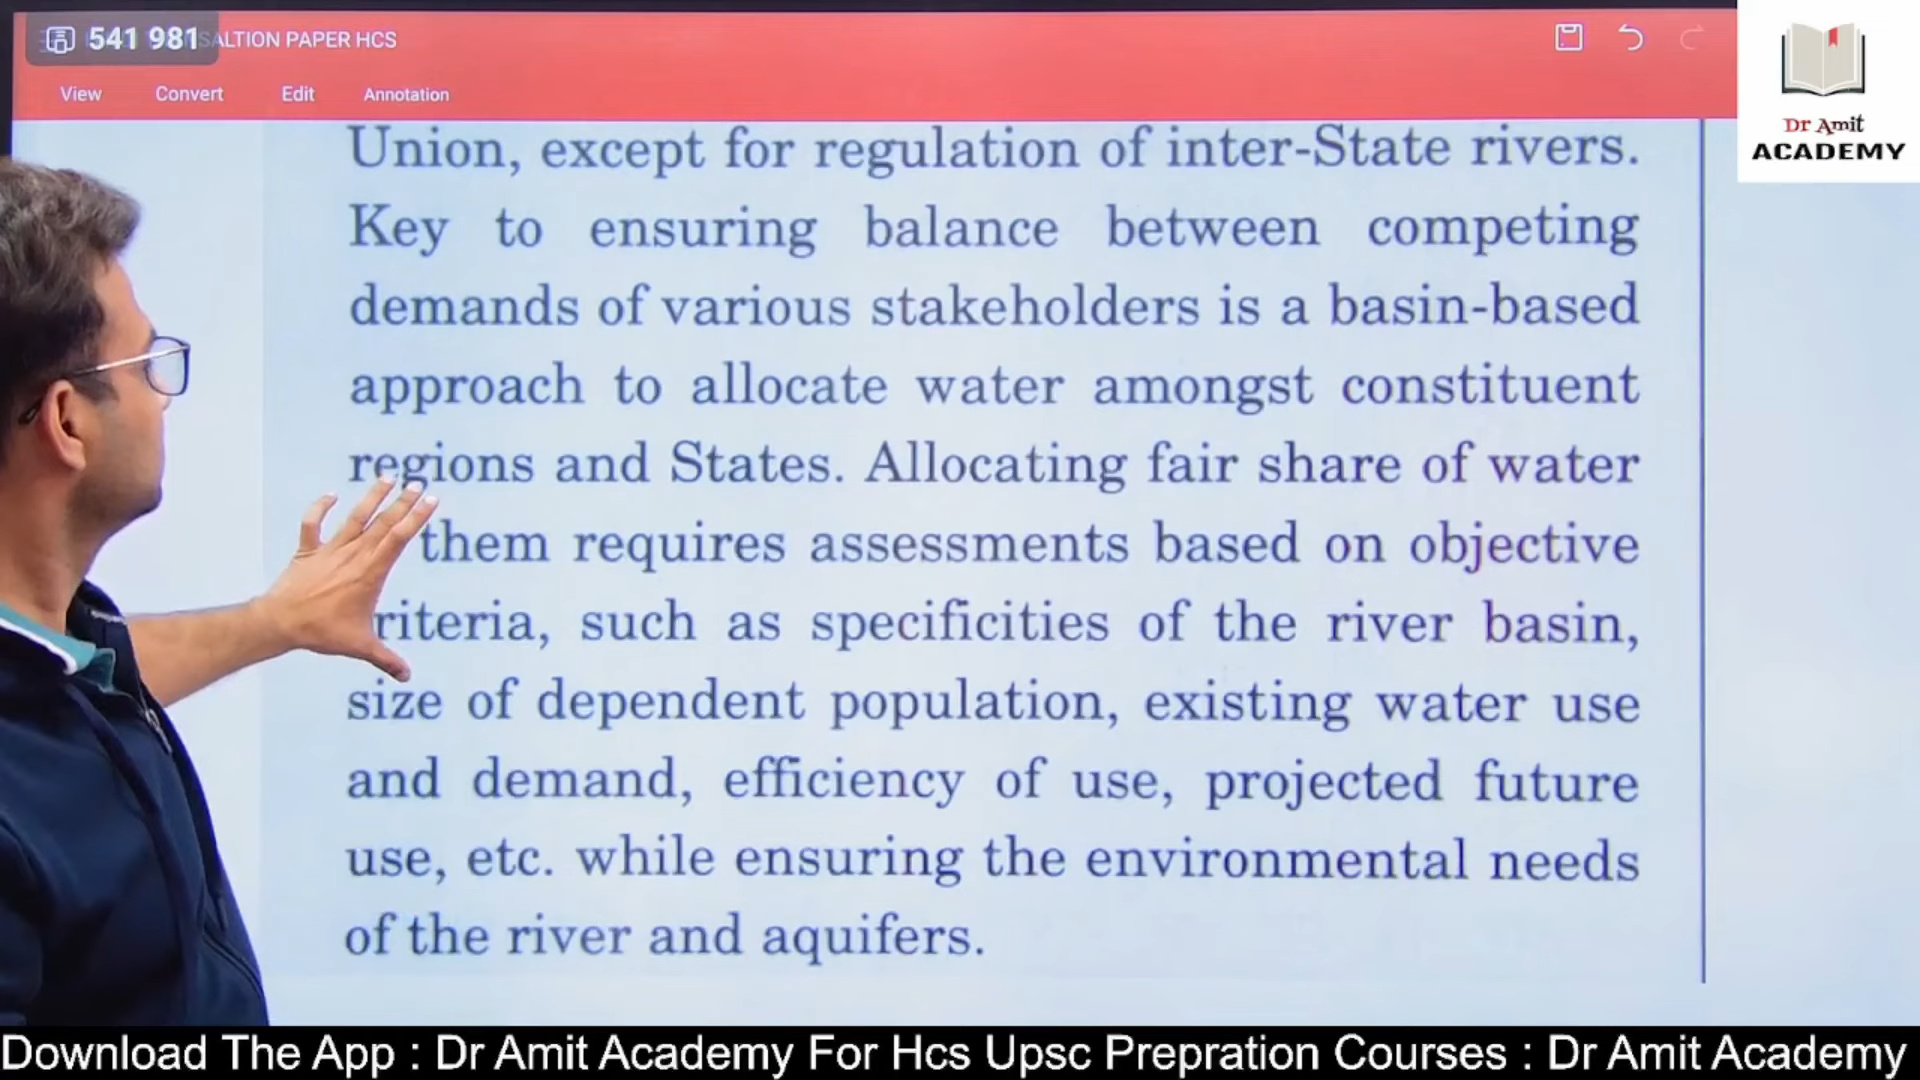 541 981 ALTION PAPER HCS
View Convert Edit Annotation
Dr Amit
ACADEMY
Union, except for regulation of inter-State rivers.
Key to ensuring balance between competing
demands of various stakeholders is a basin-based
approach to allocate water amongst constituent
regions and States. Allocating fair share of water
them requires assessments based on objective
riteria, such as specificities of the river basin,
size of dependent population, existing water use
and demand, efficiency of use, projected future
use, etc. while ensuring the environmental needs
of the river and aquifers.
Download The App : Dr Amit Academy For Hcs Upsc Prepration Courses : Dr Amit Academy